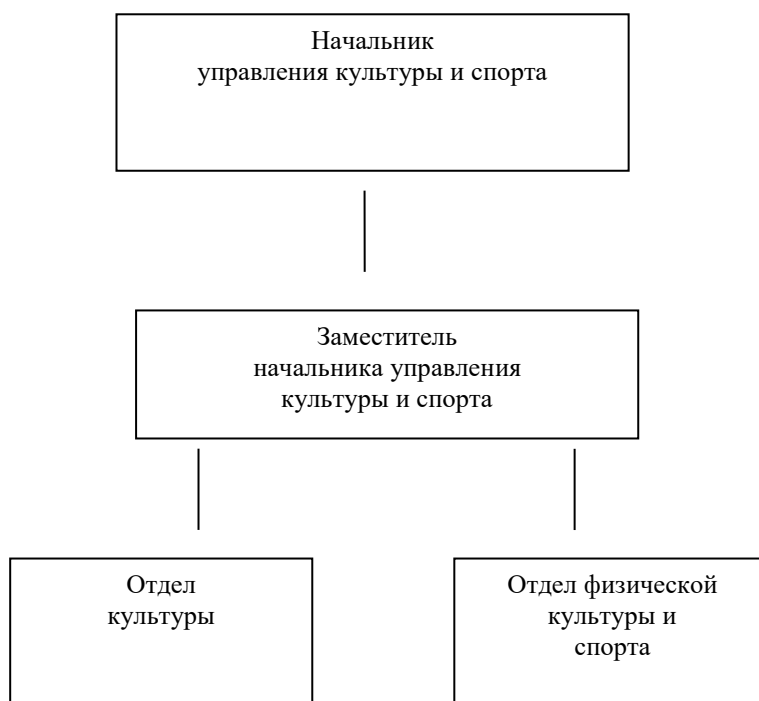 Начальник
управления культуры и спорта
Заместитель
начальника управления
культуры и спорта
Отдел
культуры
Отдел физической
культуры и
спорта